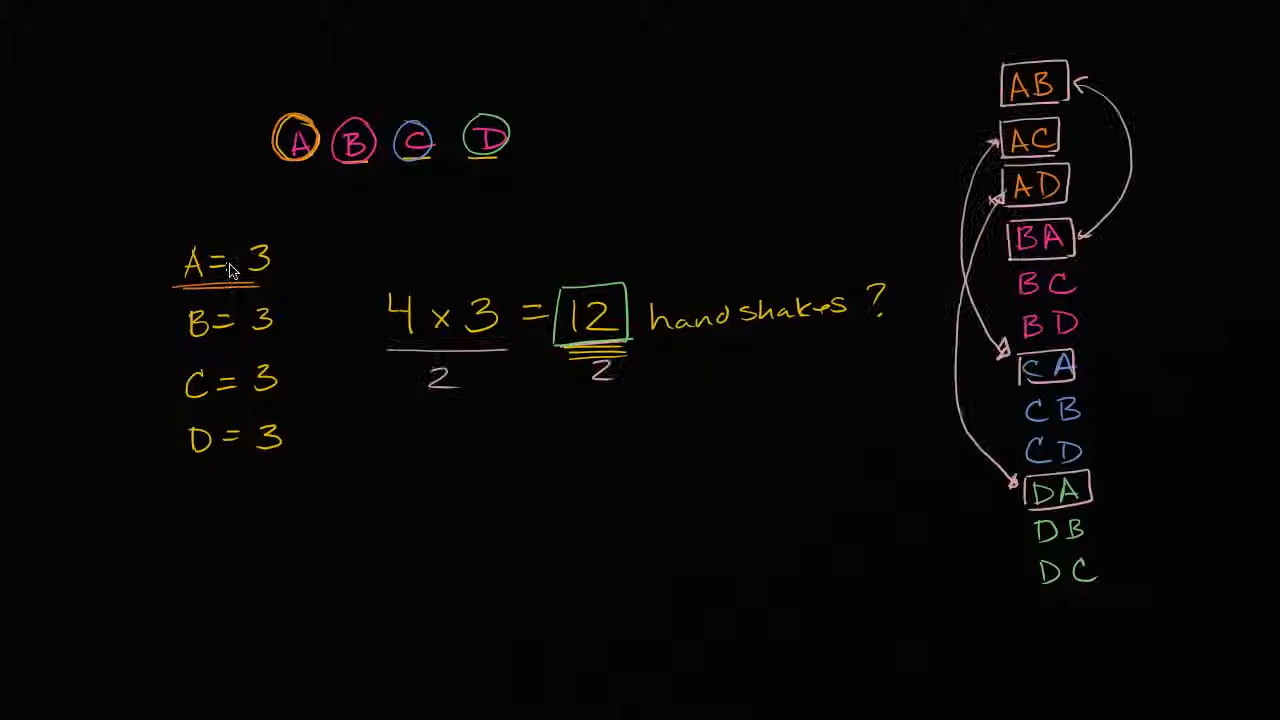 A B C D
A = 3
B = 3
C = 3
D = 3
4 x 3 = 12 handshakes ?
2 2
AB
AC
AD
BA
BC
BD
CA
CB
CD
DA
DB
DC